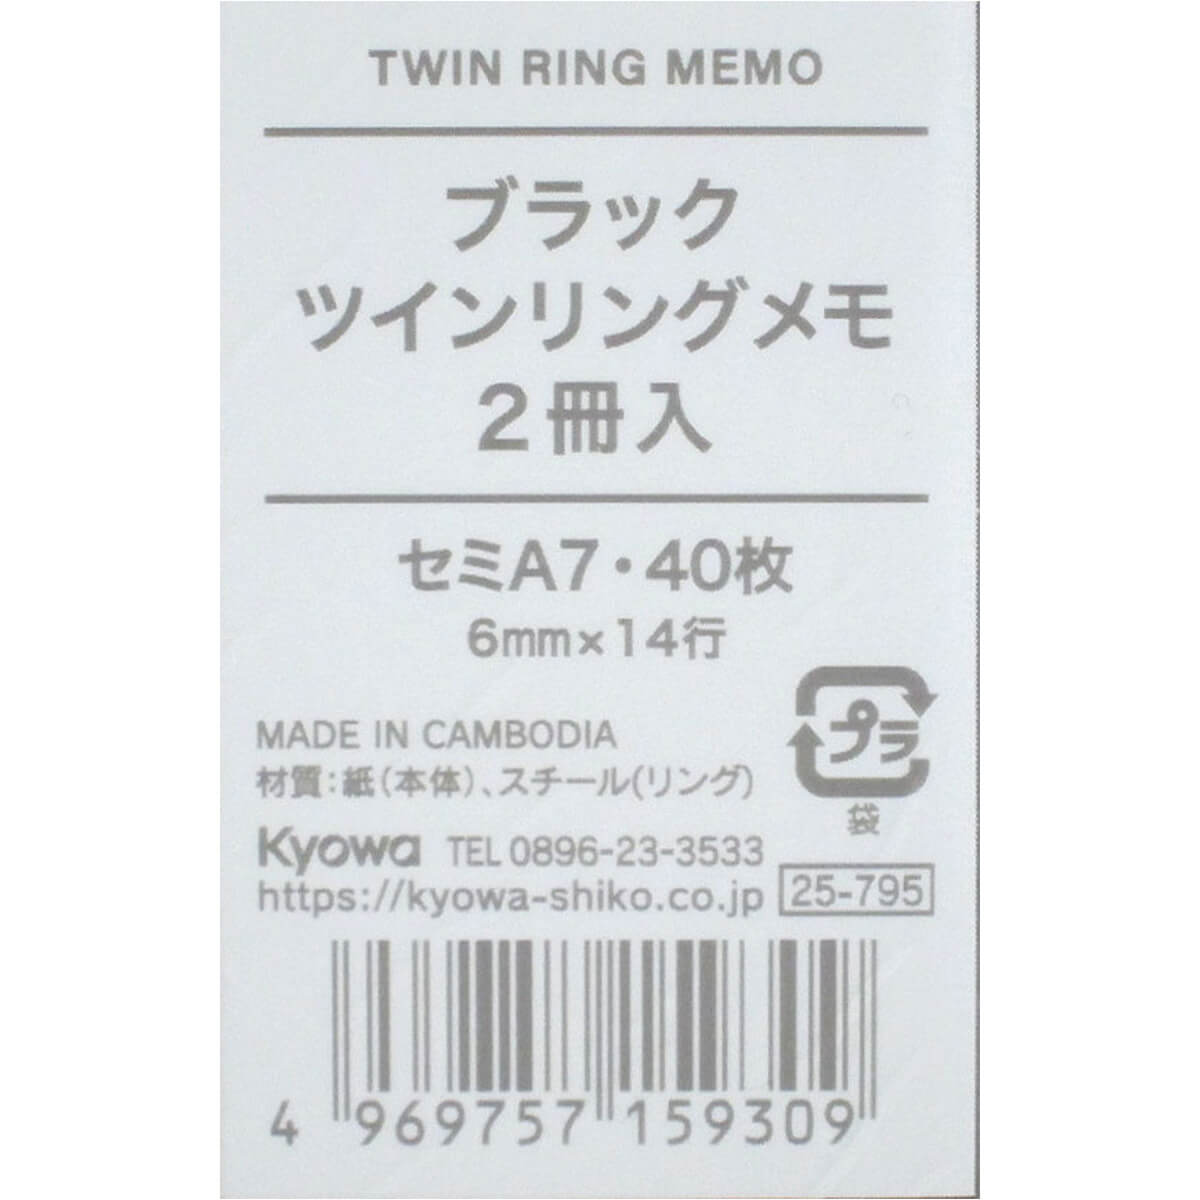 TWIN RING MEMO
ブラック
ツインリングメモ
2冊入
セミA7・40枚
6mm×14行
プラ
袋
MADE IN CAMBODIA
材質:紙(本体)、スチール(リング)
Kyowa TEL 0896-23-3533
https://kyowa-shiko.co.jp 25-795
4 969757 159309